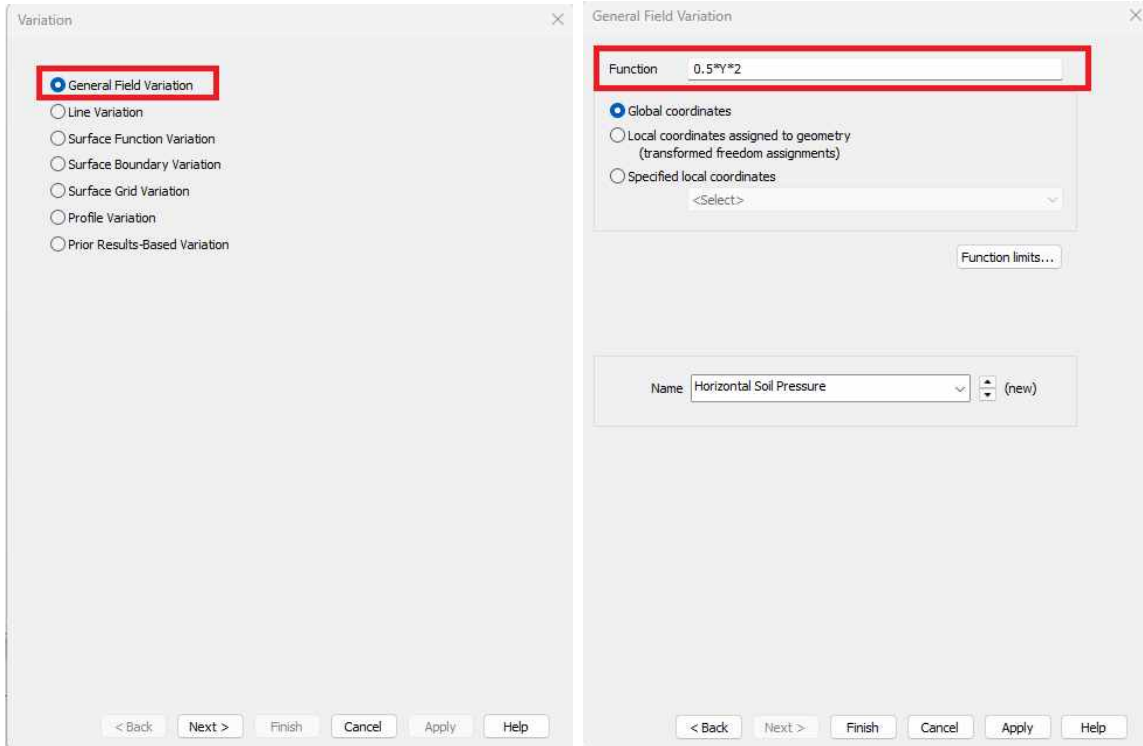 Variation
General Field Variation
Line Variation
Surface Function Variation
Surface Boundary Variation
Surface Grid Variation
Profile Variation
Prior Results-Based Variation
< Back Next > Finish Cancel Apply Help
General Field Variation
Function 0.5*Y*2
Global coordinates
Local coordinates assigned to geometry
(transformed freedom assignments)
Specified local coordinates
<Select>
Function limits...
Name Horizontal Soil Pressure (new)
< Back Next > Finish Cancel Apply Help